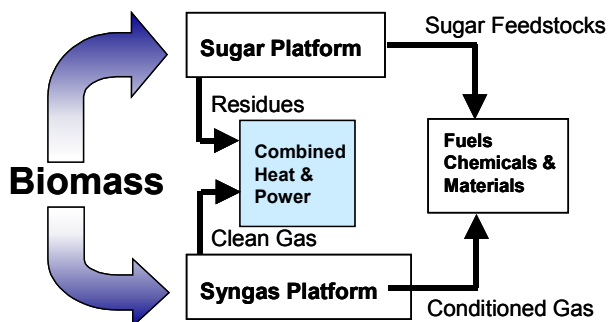 Sugar Platform
Sugar Feedstocks
Residues
Combined
Heat &
Power
Fuels
Chemicals &
Materials
Biomass
Clean Gas
Syngas Platform
Conditioned Gas